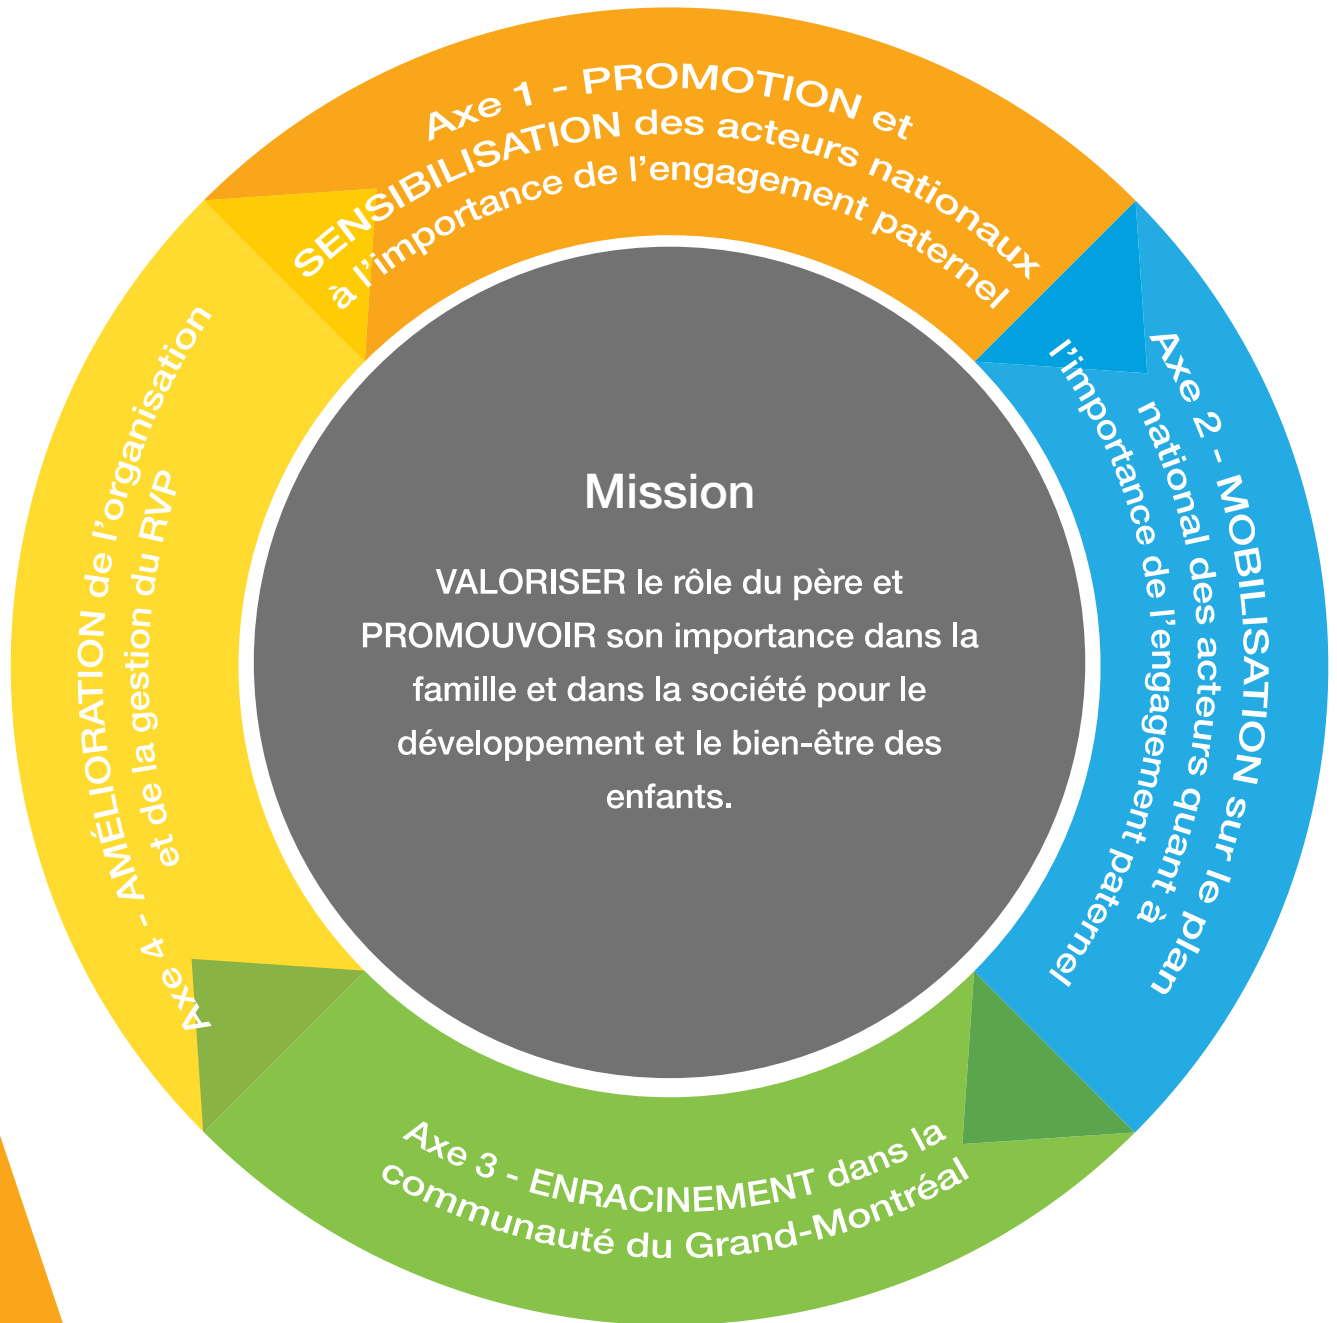 Axe 1 - PROMOTION et
SENSIBILISATION des acteurs nationaux
à l'importance de l'engagement paternel
Axe 2 - MOBILISATION sur le plan
national des acteurs quant à
l'importance de l'engagement paternel
Axe 3 - ENRACINEMENT dans la
communauté du Grand-Montréal
Axe 4 - AMÉLIORATION de l'organisation
et de la gestion du RVP
Mission
VALORISER le rôle du père et
PROMOUVOIR son importance dans la
famille et dans la société pour le
développement et le bien-être des
enfants.